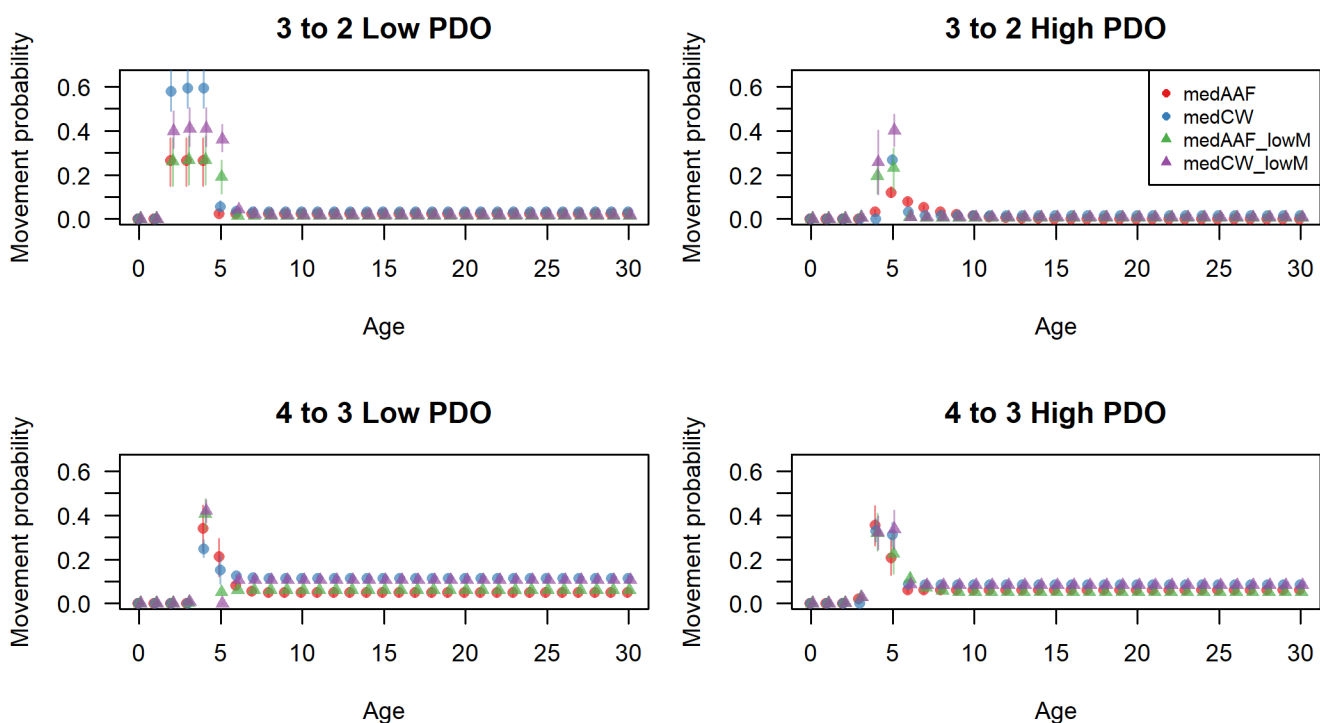 3 to 2 Low PDO
Movement probability
0.6
0.4
0.2
0.0
0 5 10 15 20 25 30
Age
3 to 2 High PDO
Movement probability
0.6
0.4
0.2
0.0
medAAF
medCW
medAAF_lowM
medCW_lowM
0 5 10 15 20 25 30
Age
4 to 3 Low PDO
Movement probability
0.6
0.4
0.2
0.0
0 5 10 15 20 25 30
Age
4 to 3 High PDO
Movement probability
0.6
0.4
0.2
0.0
0 5 10 15 20 25 30
Age